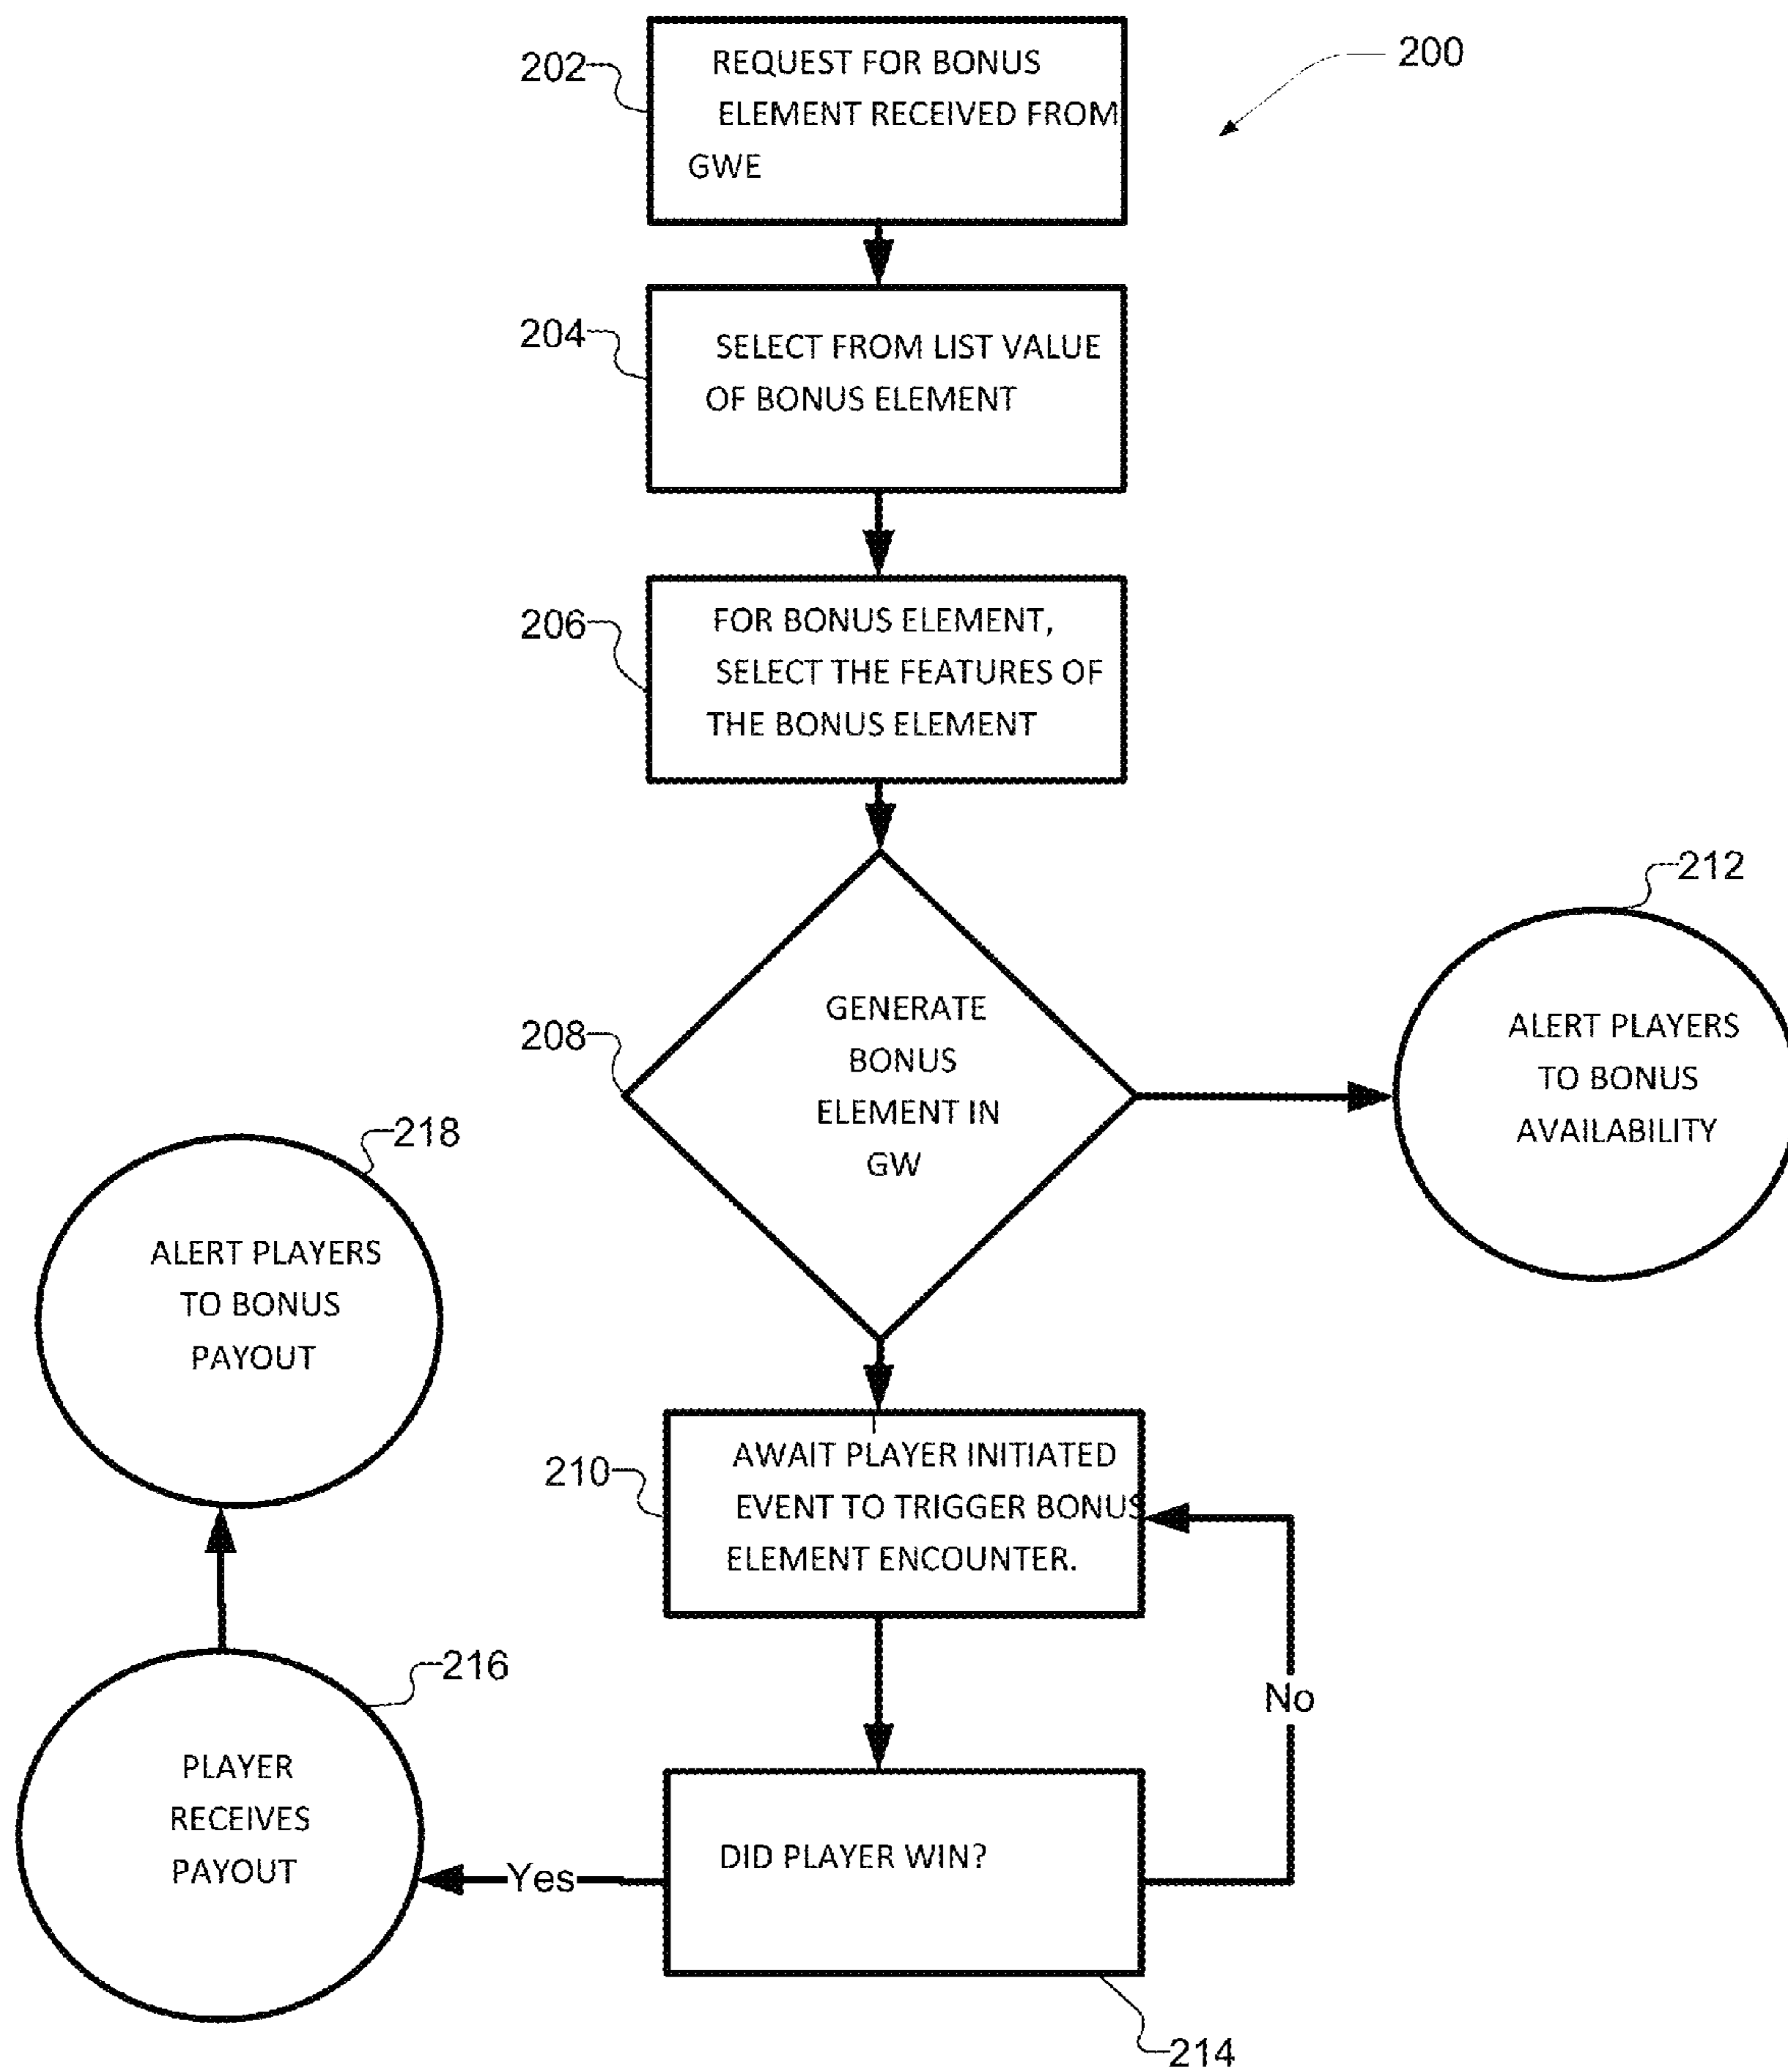 200
202
REQUEST FOR BONUS
ELEMENT RECEIVED FROM
GWE
204
SELECT FROM LIST VALUE
OF BONUS ELEMENT
206
FOR BONUS ELEMENT,
SELECT THE FEATURES OF
THE BONUS ELEMENT
208
GENERATE
BONUS
ELEMENT IN
GW
212
ALERT PLAYERS
TO BONUS
AVAILABILITY
218
ALERT PLAYERS
TO BONUS
PAYOUT
210
AWAIT PLAYER INITIATED
EVENT TO TRIGGER BONUS
ELEMENT ENCOUNTER.
216
PLAYER
RECEIVES
PAYOUT
Yes
DID PLAYER WIN?
No
214